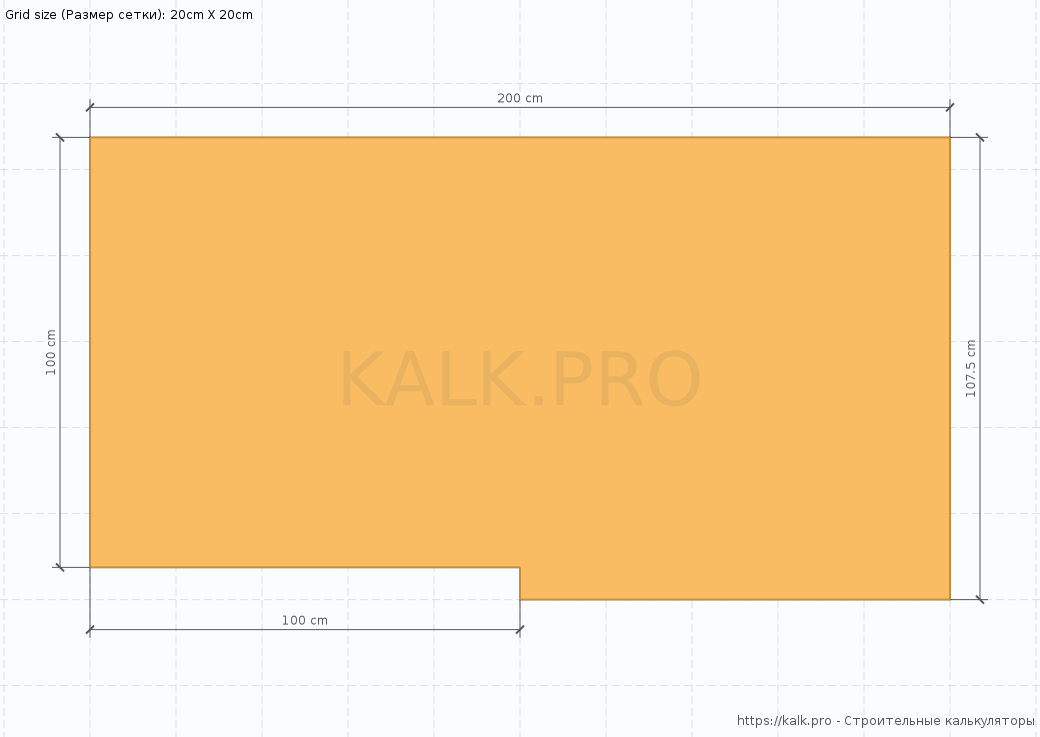 Grid size (Размер сетки): 20cm X 20cm
200 cm
100 cm
107.5 cm
KALK.PRO
100 cm
https://kalk.pro - Строительные калькуляторы